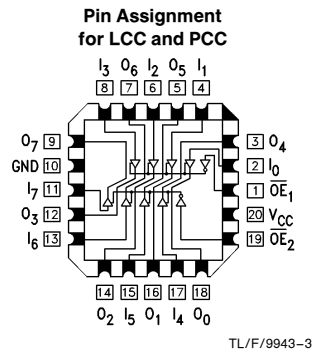 Pin Assignment
for LCC and PCC
I3 O6 I2 O5 I1
8 7 6 5 4
O7 9
GND 10
I7 11
O3 12
I6 13
3 O4
2 I0
1 O̅E̅1
20 VCC
19 O̅E̅2
14 15 16 17 18
O2 I5 O1 I4 O0
TL/F/9943–3